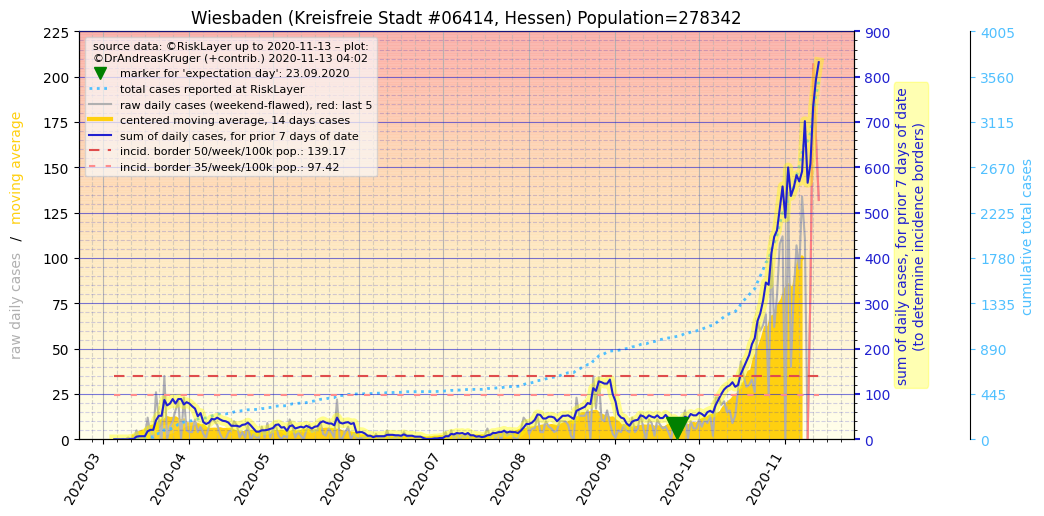 Wiesbaden (Kreisfreie Stadt #06414, Hessen) Population=278342
source data: ©RiskLayer up to 2020-11-13 – plot:
©DrAndreasKruger (+contrib.) 2020-11-13 04:02
marker for 'expectation day': 23.09.2020
total cases reported at RiskLayer
raw daily cases (weekend-flawed), red: last 5
centered moving average, 14 days cases
sum of daily cases, for prior 7 days of date
incid. border 50/week/100k pop.: 139.17
incid. border 35/week/100k pop.: 97.42
raw daily cases / moving average
225
200
175
150
125
100
75
50
25
0
2020-03
2020-04
2020-05
2020-06
2020-07
2020-08
2020-09
2020-10
2020-11
900
800
700
600
500
400
300
200
100
0
sum of daily cases, for prior 7 days of date
(to determine incidence borders)
4005
3560
3115
2670
2225
1780
1335
890
445
0
cumulative total cases